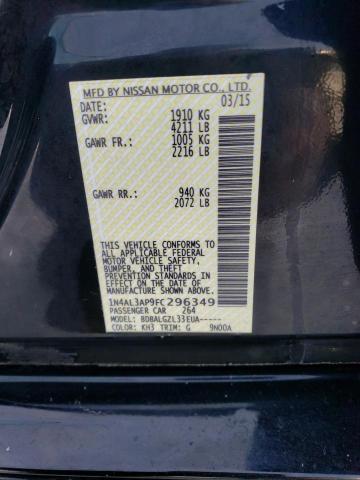 MFD BY NISSAN MOTOR CO., LTD.
DATE: 03/15
GVWR: 1910 KG
4211 LB
GAWR FR: 1005 KG
2216 LB
GAWR RR: 940 KG
2072 LB
THIS VEHICLE CONFORMS TO
ALL APPLICABLE FEDERAL
MOTOR VEHICLE SAFETY,
BUMPER, AND THEFT
PREVENTION STANDARDS
IN EFFECT ON THE DATE OF
MANUFACTURE SHOWN ABOVE.
1N4AL3AP9FC296349
PASSENGER CAR 264
MODEL: BDBALGZL33EUA-----
COLOR: KH3 TRIM: G 9N00A